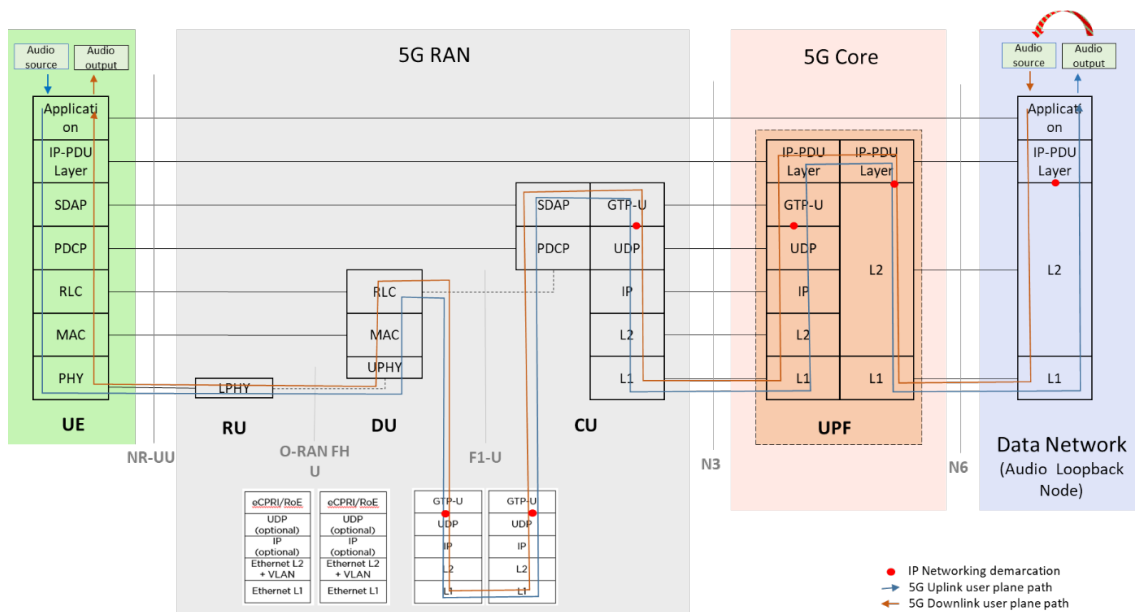 5G RAN
5G Core
Audio
source
Audio
output
Audio
source
Audio
output
Applicati
on
IP-PDU
Layer
SDAP
PDCP
RLC
MAC
PHY
UE
NR-UU
LPHY
RU
O-RAN FH
U
RLC
MAC
UPHY
DU
F1-U
SDAP
PDCP
GTP-U
UDP
IP
L2
L1
CU
N3
IP-PDU
Layer
GTP-U
UDP
IP
L2
L1
IP-PDU
Layer
L2
L1
UPF
N6
Applicati
on
IP-PDU
Layer
L2
L1
Data Network
(Audio Loopback
Node)
eCPRI/RoE
UDP
(optional)
IP
(optional)
Ethernet L2
+ VLAN
Ethernet L1
eCPRI/RoE
UDP
(optional)
IP
(optional)
Ethernet L2
+ VLAN
Ethernet L1
GTP-U
UDP
IP
L2
L1
GTP-U
UDP
IP
L2
L1
IP Networking demarcation
5G Uplink user plane path
5G Downlink user plane path